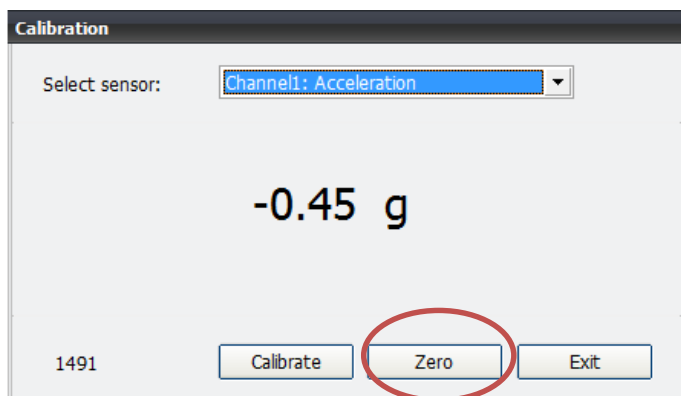 Calibration
Select sensor: Channel1: Acceleration
-0.45 g
1491 Calibrate Zero Exit